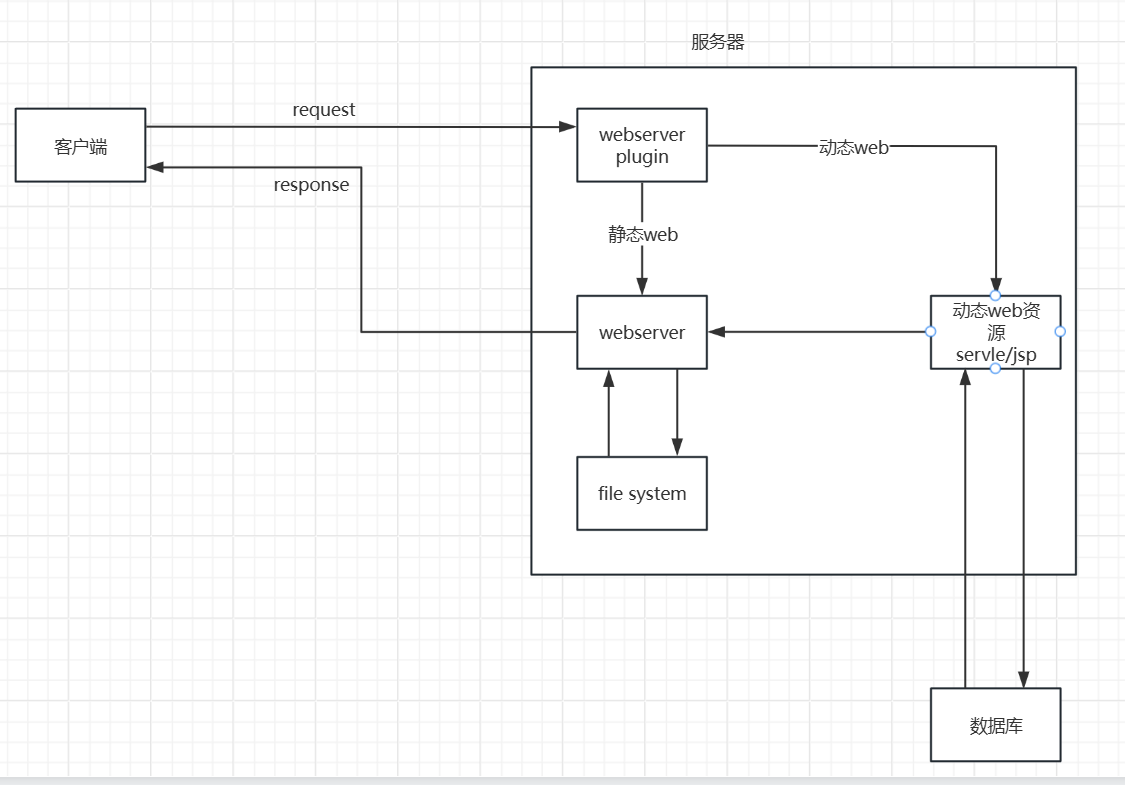 服务器
request
客户端
webserver
plugin
动态web
response
静态web
webserver
动态web资
源
servle/jsp
file system
数据库